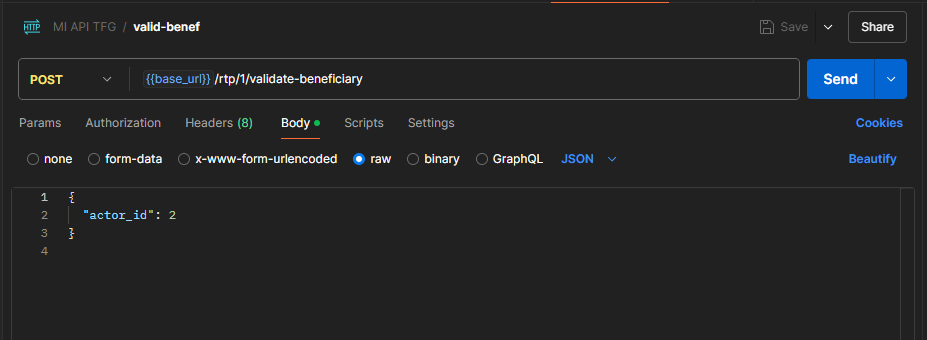 HTTP MI API TFG / valid-benef Save Share
POST {{base_url}}/rtp/1/validate-beneficiary Send
Params Authorization Headers (8) Body Scripts Settings Cookies
none form-data x-www-form-urlencoded raw binary GraphQL JSON Beautify
1 {
2 "actor_id": 2
3 }
4